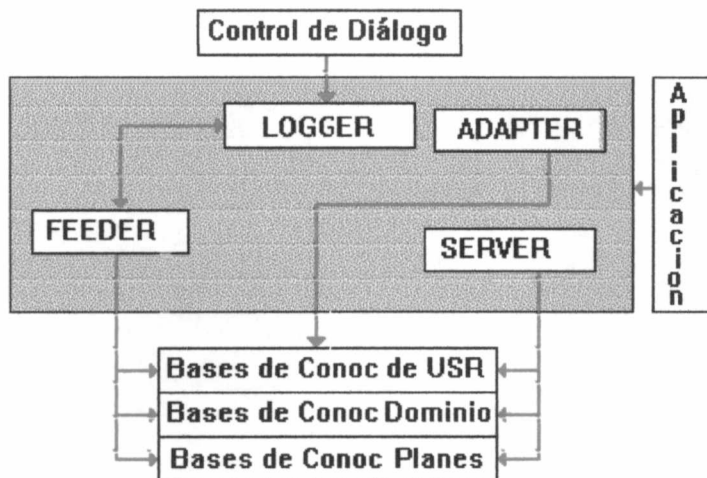 Control de Diálogo
LOGGER
ADAPTER
FEEDER
SERVER
Aplicacion
Bases de Conoc de USR
Bases de Conoc Dominio
Bases de Conoc Planes